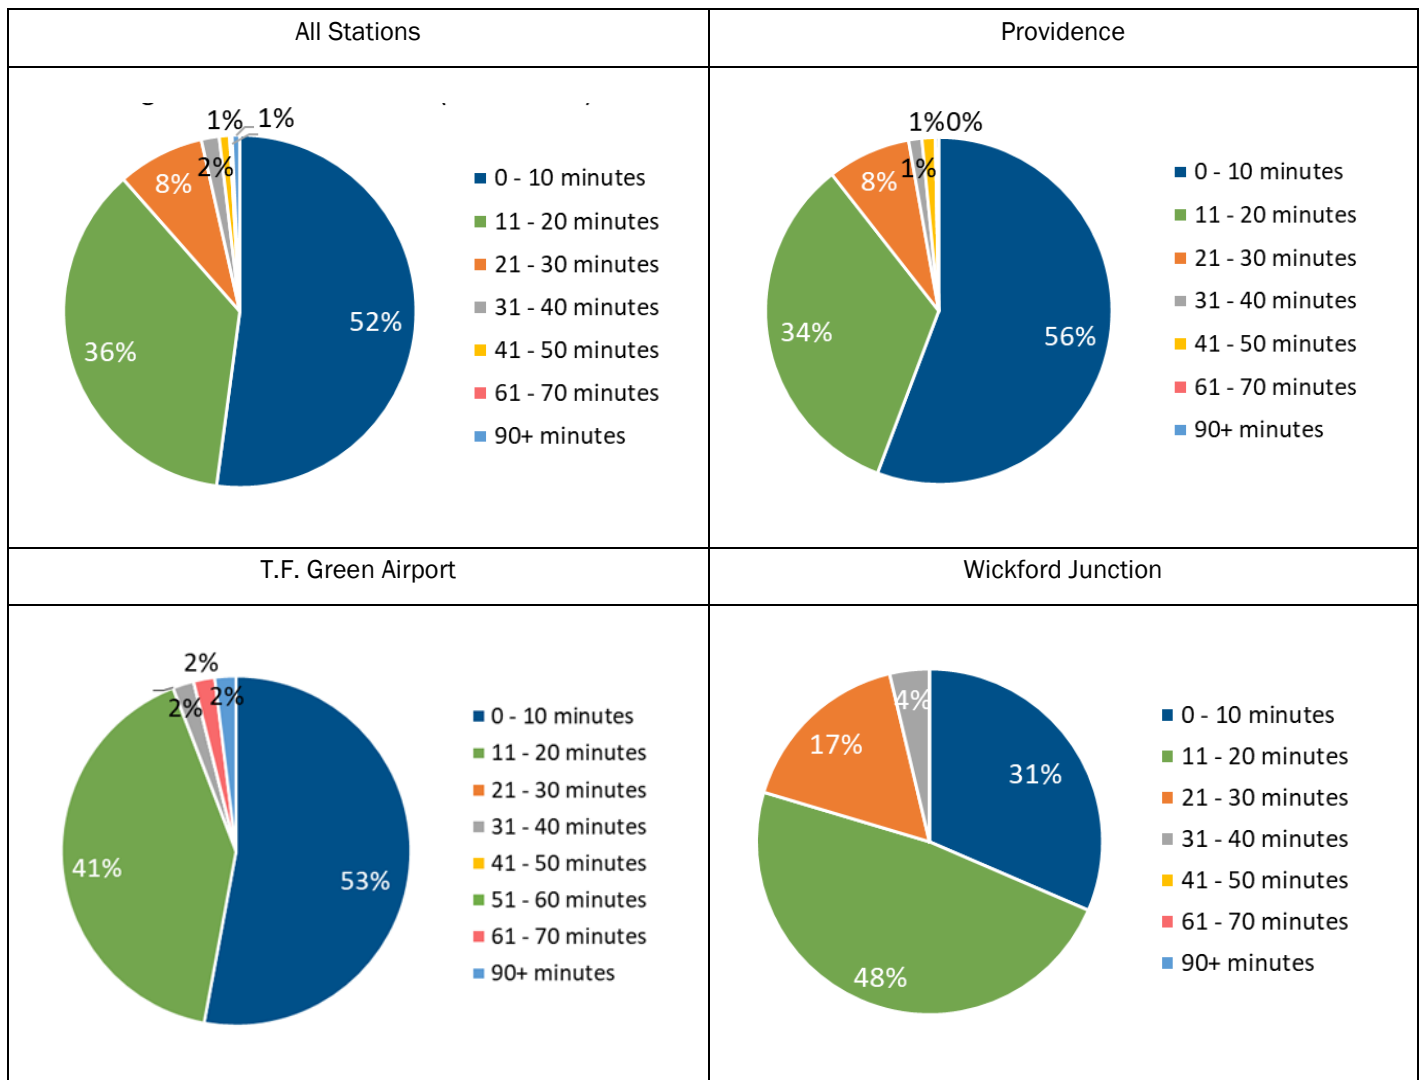 All Stations
Providence
1%
1%
2%
8%
52%
36%
0 - 10 minutes
11 - 20 minutes
21 - 30 minutes
31 - 40 minutes
41 - 50 minutes
61 - 70 minutes
90+ minutes
1%
0%
1%
8%
34%
56%
0 - 10 minutes
11 - 20 minutes
21 - 30 minutes
31 - 40 minutes
41 - 50 minutes
61 - 70 minutes
90+ minutes
T.F. Green Airport
Wickford Junction
2%
2%
2%
41%
53%
0 - 10 minutes
11 - 20 minutes
21 - 30 minutes
31 - 40 minutes
41 - 50 minutes
51 - 60 minutes
61 - 70 minutes
90+ minutes
4%
17%
31%
48%
0 - 10 minutes
11 - 20 minutes
21 - 30 minutes
31 - 40 minutes
41 - 50 minutes
61 - 70 minutes
90+ minutes